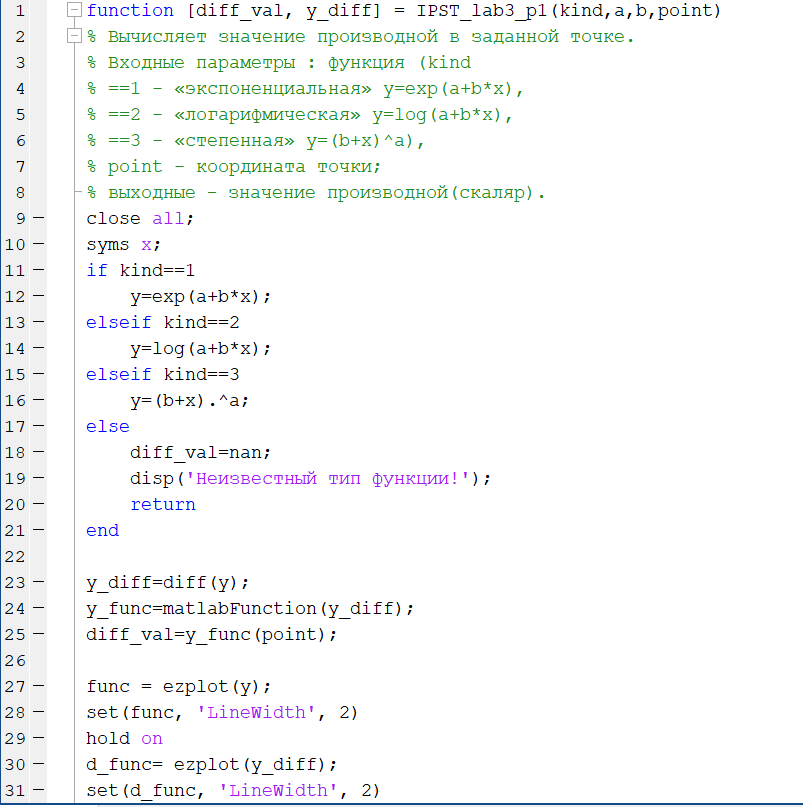 1 function [diff_val, y_diff] = IPST_lab3_p1(kind,a,b,point)
2 % Вычисляет значение производной в заданной точке.
3 % Входные параметры : функция (kind
4 % ==1 - «экспоненциальная» y=exp(a+b*x),
5 % ==2 - «логарифмическая» y=log(a+b*x),
6 % ==3 - «степенная» y=(b+x)^a),
7 % point - координата точки;
8 % выходные - значение производной(скаляр).
9 close all;
10 syms x;
11 if kind==1
12 y=exp(a+b*x);
13 elseif kind==2
14 y=log(a+b*x);
15 elseif kind==3
16 y=(b+x).^a;
17 else
18 diff_val=nan;
19 disp('Неизвестный тип функции!');
20 return
21 end
22
23 y_diff=diff(y);
24 y_func=matlabFunction(y_diff);
25 diff_val=y_func(point);
26
27 func = ezplot(y);
28 set(func, 'LineWidth', 2)
29 hold on
30 d_func= ezplot(y_diff);
31 set(d_func, 'LineWidth', 2)